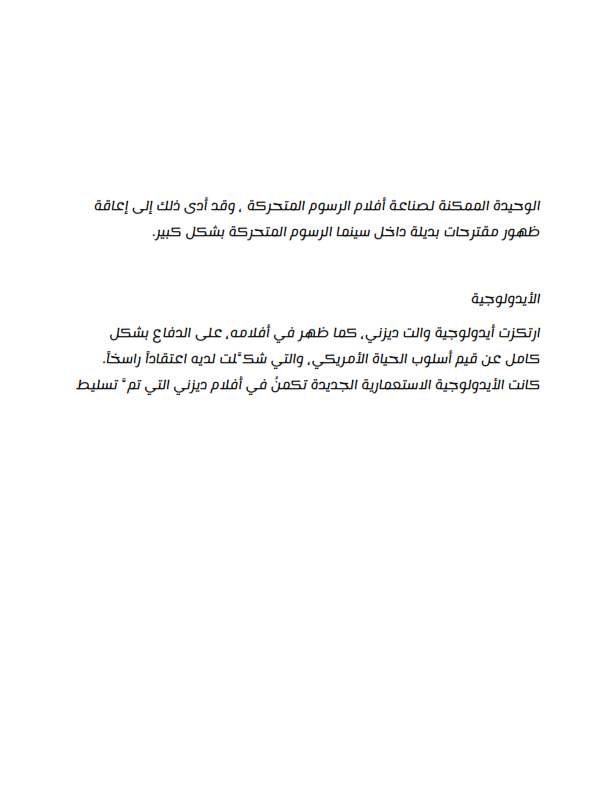 الوحيدة الممكنة لصناعة أفلام الرسوم المتحركة ، وقد أدى ذلك إلى إعاقة
ظهور مقترحات بديلة داخل سينما الرسوم المتحركة بشكل كبير.
الأيدولوجية
ارتكزت أيدولوجية والت ديزني، كما ظهر في أفلامه، على الدفاع بشكل
كامل عن قيم أسلوب الحياة الأمريكي، والتي شكَّلت لديه اعتقاداً راسخاً.
كانت الأيدولوجية الاستعمارية الجديدة تكمنُ في أفلام ديزني التي تمَّ تسليط